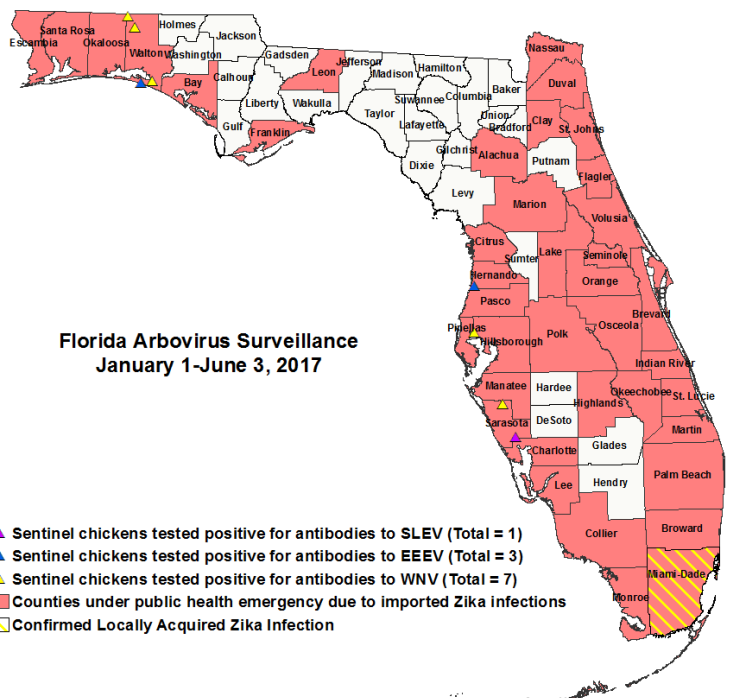 Holmes
Jackson
Santa Rosa
Escambia
Okaloosa
Walton
Washington
Gadsden
Jefferson
Hamilton
Nassau
Madison
Leon
Bay
Calhoun
Baker
Duval
Suwannee
Columbia
Liberty
Wakulla
Taylor
Union
Bradford
Clay
St. Johns
Gulf
Franklin
Lafayette
Gilchrist
Alachua
Putnam
Dixie
Flagler
Levy
Marion
Volusia
Citrus
Sumter
Lake
Seminole
Hernando
Orange
Pasco
Brevard
Pinellas
Hillsborough
Polk
Osceola
Florida Arbovirus Surveillance
January 1-June 3, 2017
Indian River
Manatee
Hardee
Highlands
Okeechobee
St. Lucie
Sarasota
DeSoto
Martin
Charlotte
Glades
Palm Beach
Lee
Hendry
Collier
Broward
Miami-Dade
Monroe
Sentinel chickens tested positive for antibodies to SLEV (Total = 1)
Sentinel chickens tested positive for antibodies to EEEV (Total = 3)
Sentinel chickens tested positive for antibodies to WNV (Total = 7)
Counties under public health emergency due to imported Zika infections
Confirmed Locally Acquired Zika Infection